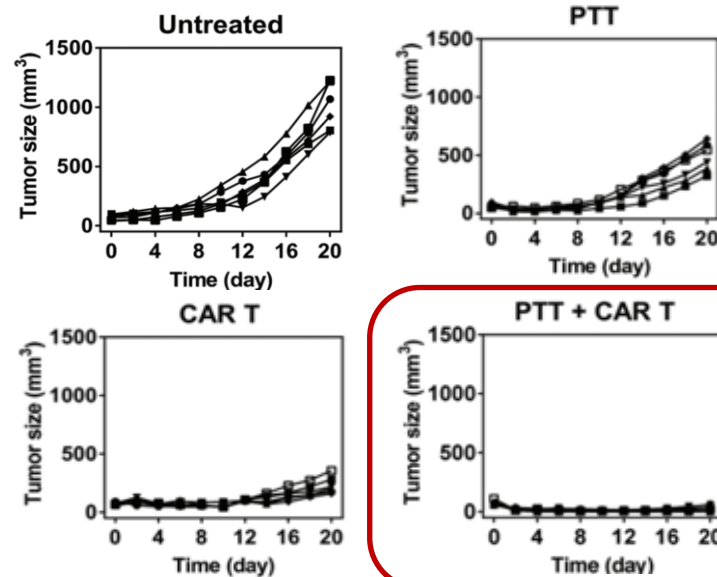 Untreated
1500
1000
500
0
Tumor size (mm³)
0 4 8 12 16 20
Time (day)
PTT
1500
1000
500
0
Tumor size (mm³)
0 4 8 12 16 20
Time (day)
CAR T
1500
1000
500
0
Tumor size (mm³)
0 4 8 12 16 20
Time (day)
PTT + CAR T
1500
1000
500
0
Tumor size (mm³)
0 4 8 12 16 20
Time (day)